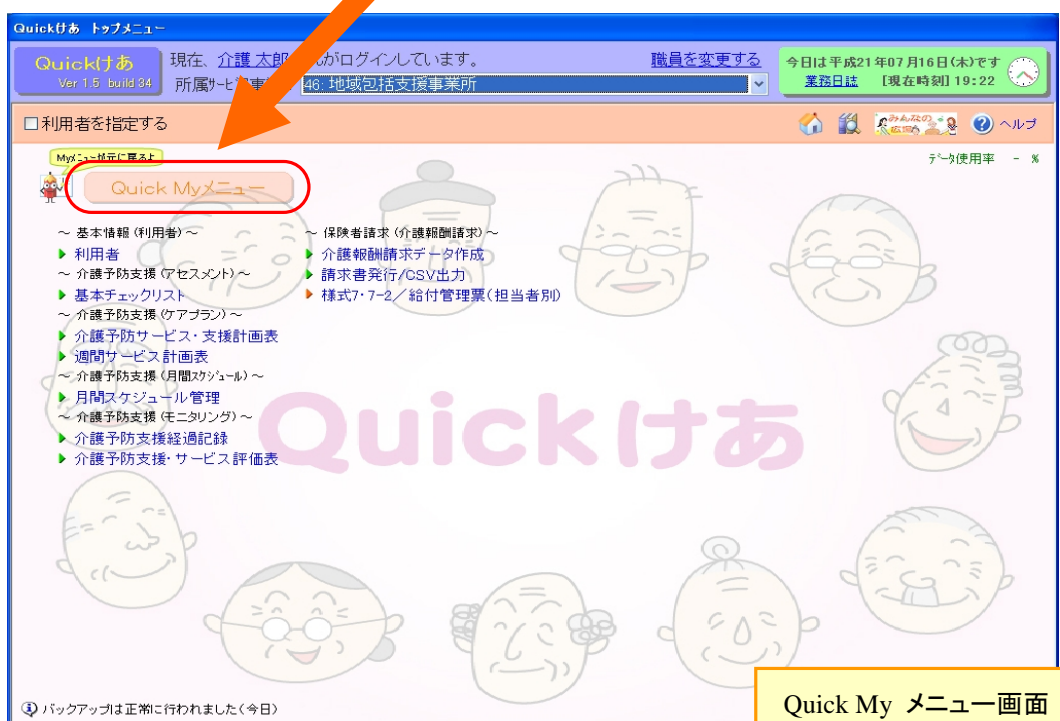 Quickけあ トップメニュー
Quickけあ
Ver 1.5 build 34
現在、介護 太郎 んがログインしています。
職員を変更する
所属サービ 事
46: 地域包括支援事業所
今日は平成21年07月16日(木)です
業務日誌 [現在時刻] 19:22
利用者を指定する
みんなの広場
ヘルプ
Myメニューが元に戻るよ
データ使用率 - %
Quick Myメニュー
～ 基本情報(利用者)～
利用者
～ 介護予防支援(アセスメント)～
基本チェックリスト
～ 介護予防支援(ケアプラン)～
介護予防サービス・支援計画表
週間サービス計画表
～ 介護予防支援(月間スケジュール)～
月間スケジュール管理
～ 介護予防支援(モニタリング)～
介護予防支援経過記録
介護予防支援・サービス評価表
～ 保険者請求(介護報酬請求)～
介護報酬請求データ作成
請求書発行/CSV出力
様式7・7-2／給付管理票(担当者別)
Quickけあ
バックアップは正常に行われました(今日)
Quick My メニュー画面